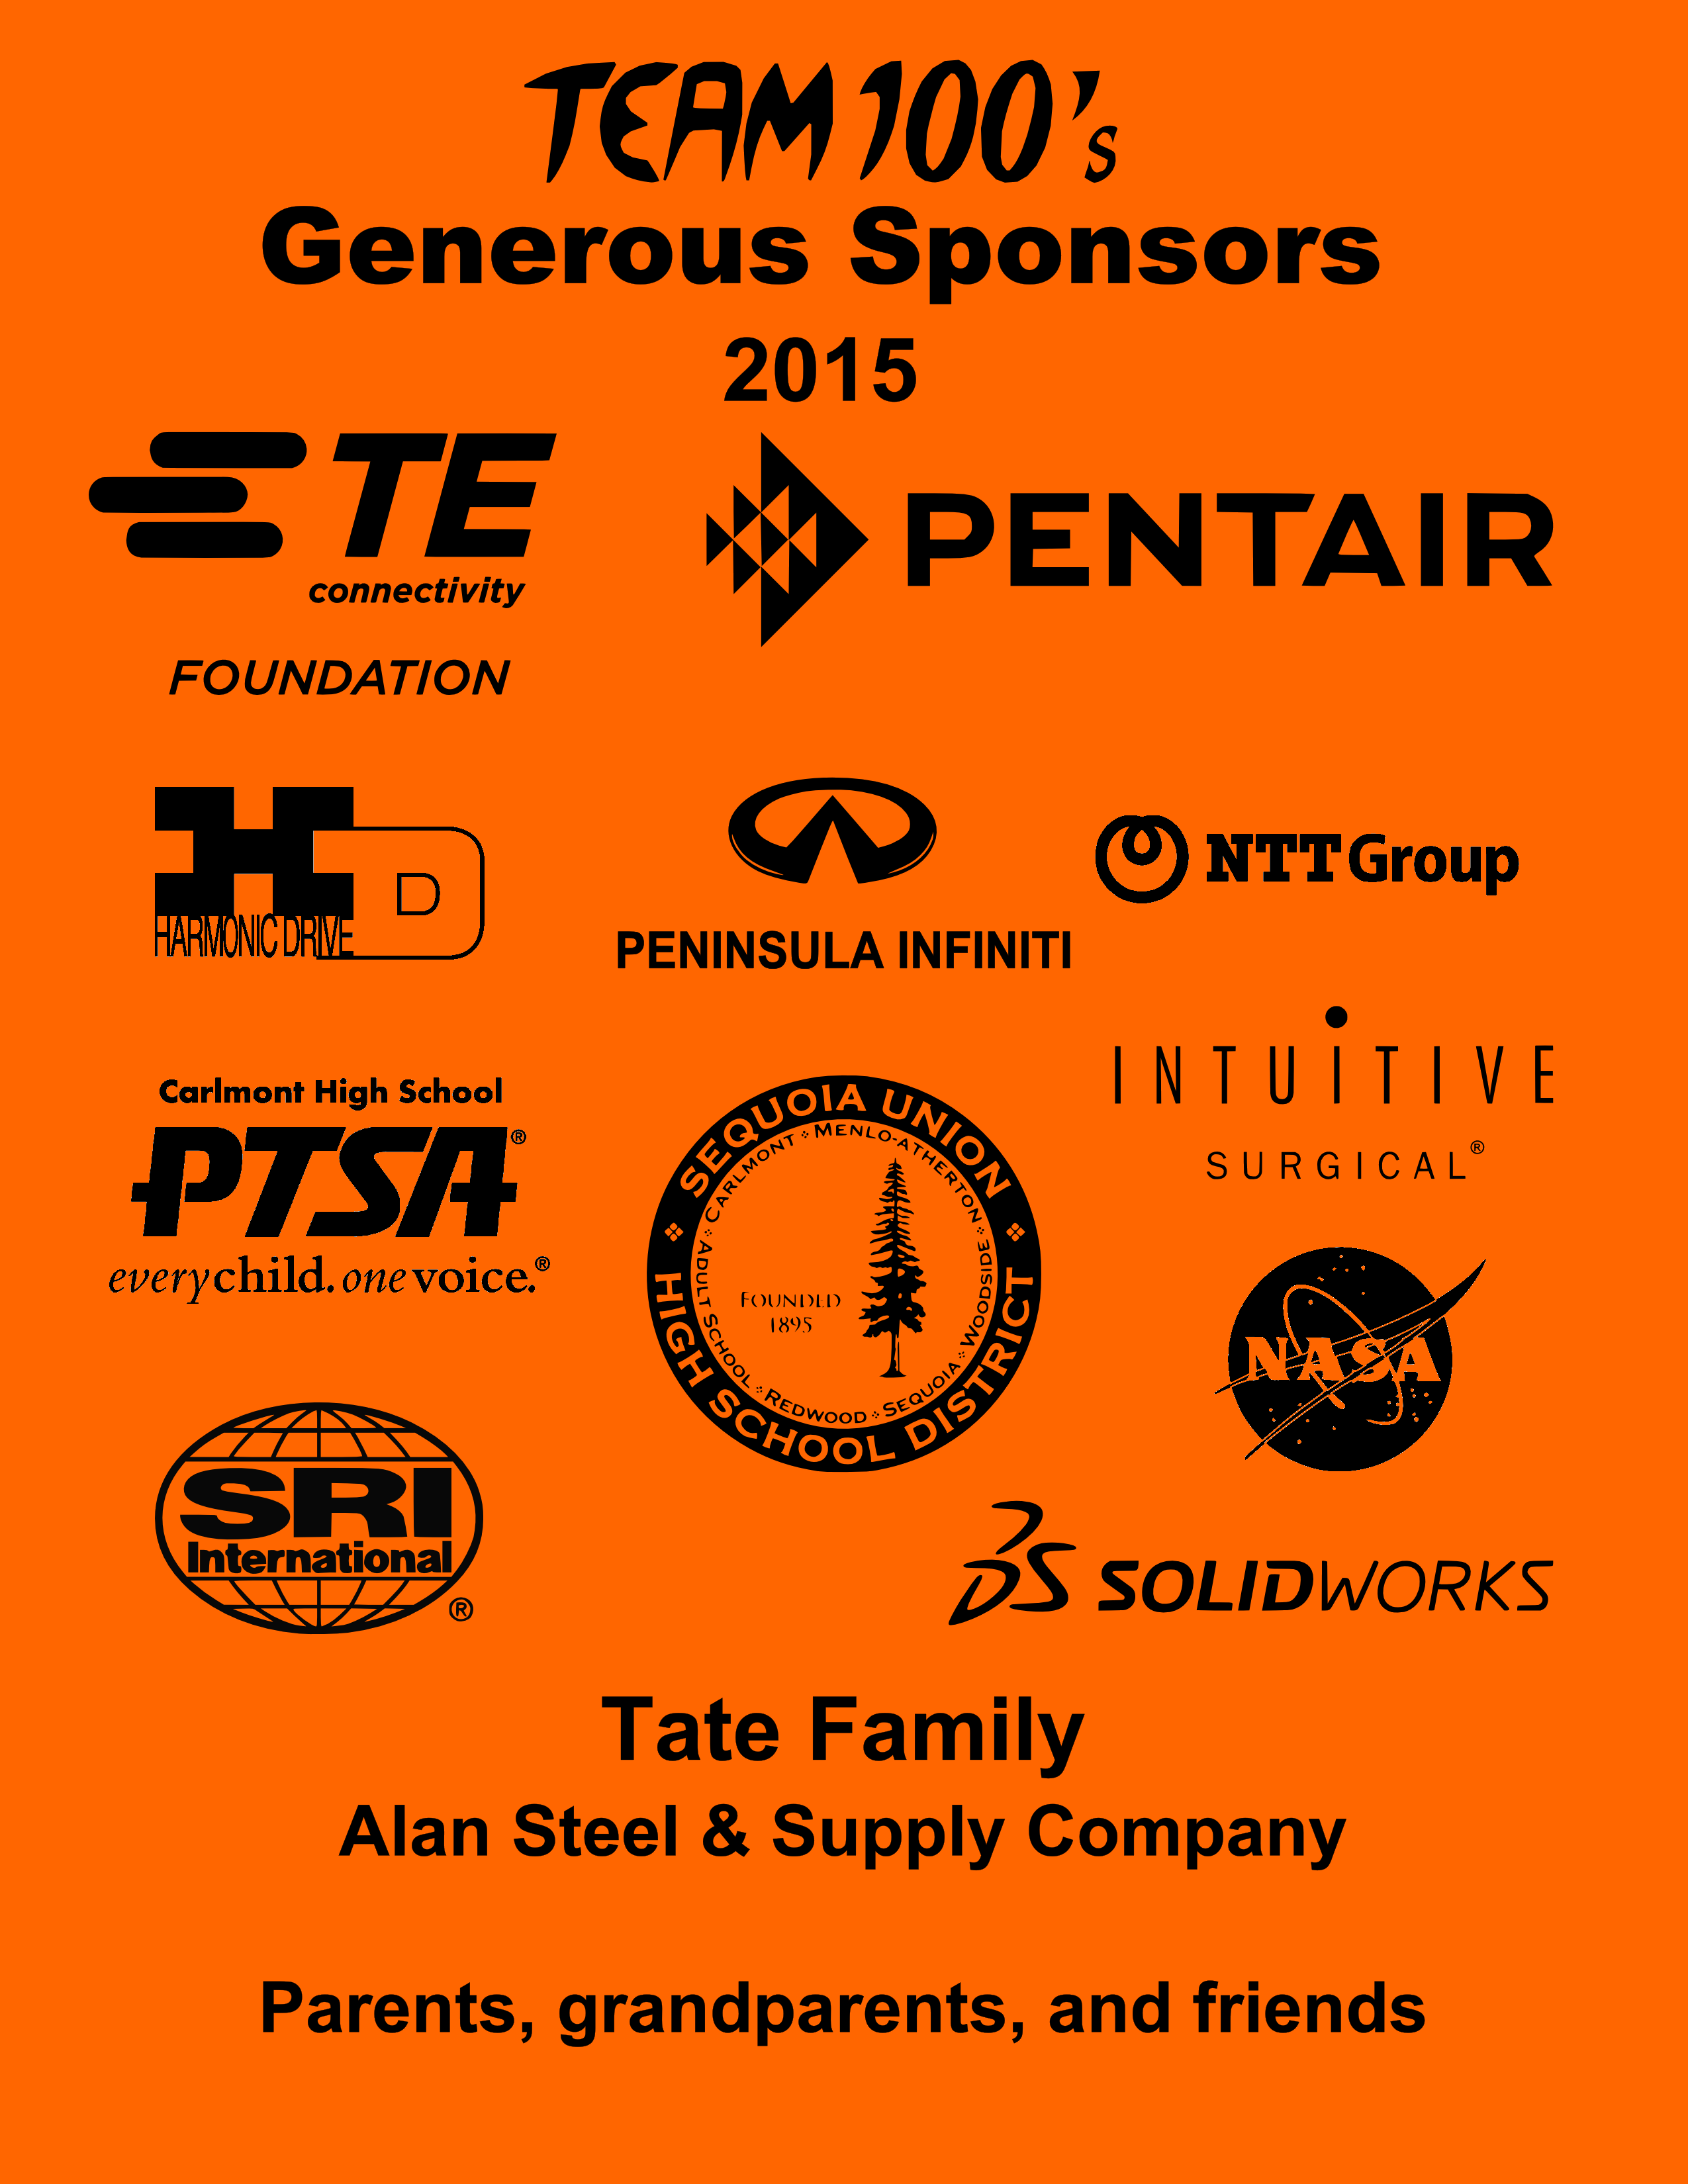 TEAM 100's
Generous Sponsors
2015
TE
connectivity
FOUNDATION
PENTAIR
H
D
HARMONIC DRIVE
PENINSULA INFINITI
NTT Group
INTUITIVE
SURGICAL®
Carlmont High School
PTSA®
everychild. one voice.®
SEQUOIA UNION
HIGH SCHOOL DISTRICT
CARLMONT MENLO-ATHERTON WOODSIDE SEQUOIA REDWOOD ADULT SCHOOL
FOUNDED
1895
NASA
SRI
International
®
3DS SOLIDWORKS
Tate Family
Alan Steel & Supply Company
Parents, grandparents, and friends